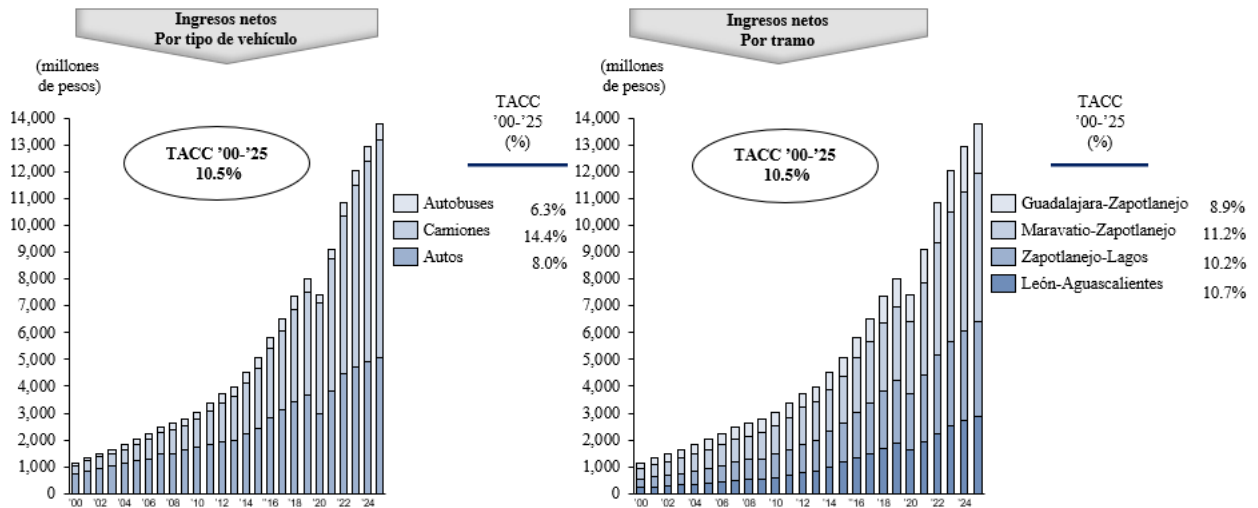 Ingresos netos
Por tipo de vehículo
(millones
de pesos)
14,000
13,000
12,000
11,000
10,000
9,000
8,000
7,000
6,000
5,000
4,000
3,000
2,000
1,000
0
TACC ’00-’25
10.5%
TACC
’00-’25
(%)
Autobuses 6.3%
Camiones 14.4%
Autos 8.0%
'00 '02 '04 '06 '08 '10 '12 '14 '16 '18 '20 '22 '24
Ingresos netos
Por tramo
(millones
de pesos)
14,000
13,000
12,000
11,000
10,000
9,000
8,000
7,000
6,000
5,000
4,000
3,000
2,000
1,000
0
TACC ’00-’25
10.5%
TACC
’00-’25
(%)
Guadalajara-Zapotlanejo 8.9%
Maravatio-Zapotlanejo 11.2%
Zapotlanejo-Lagos 10.2%
León-Aguascalientes 10.7%
'00 '02 '04 '06 '08 '10 '12 '14 '16 '18 '20 '22 '24